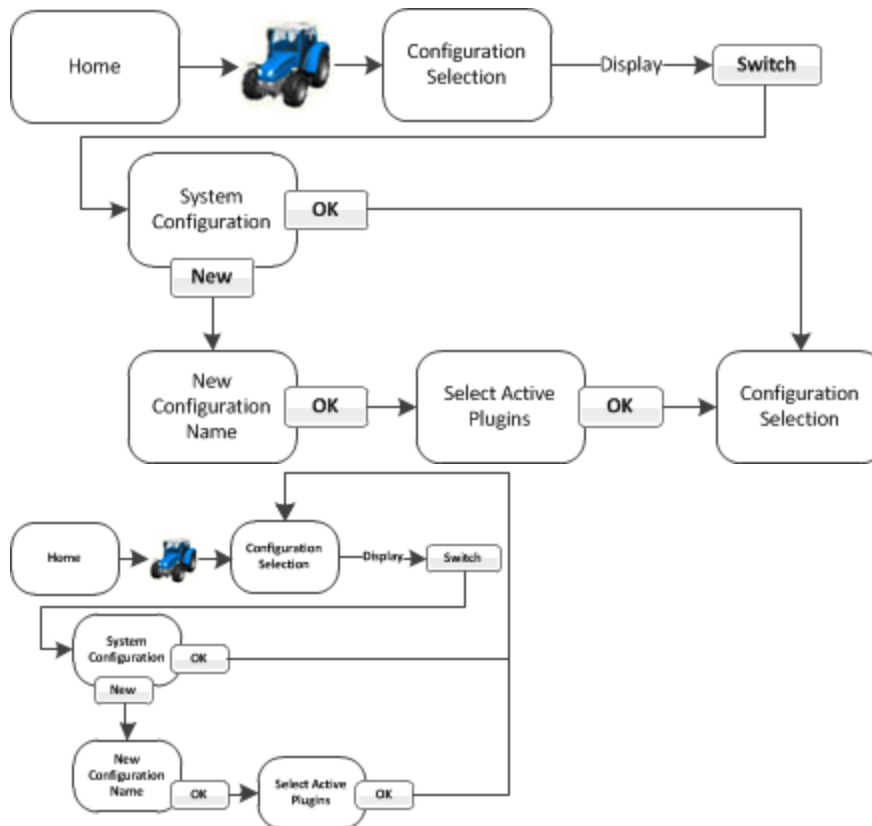 Home
Configuration
Selection
Display
Switch
System
Configuration
OK
New
New
Configuration
Name
OK
Select Active
Plugins
OK
Configuration
Selection
Home
Configuration
Selection
Display
Switch
System
Configuration
OK
New
New
Configuration
Name
OK
Select Active
Plugins
OK